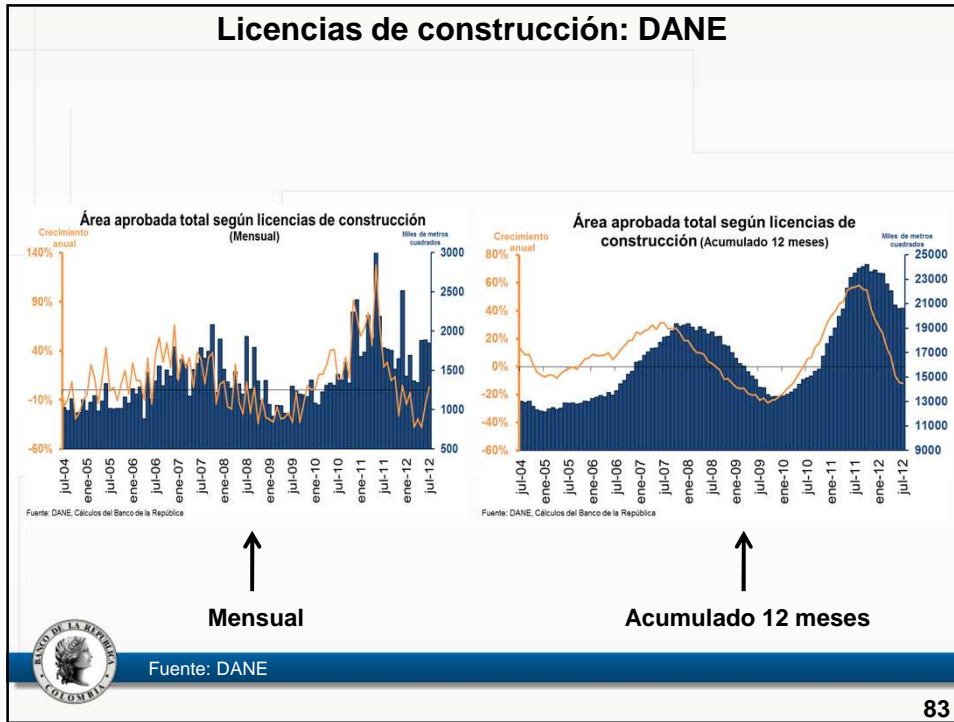 Licencias de construcción: DANE
Área aprobada total según licencias de construcción
(Mensual)
Crecimiento
anual
Miles de metros
cuadrados
140%
90%
40%
-10%
-60%
3000
2500
2000
1500
1000
500
jul-04
ene-05
jul-05
ene-06
jul-06
ene-07
jul-07
ene-08
jul-08
ene-09
jul-09
ene-10
jul-10
ene-11
jul-11
ene-12
jul-12
Fuente: DANE, Cálculos del Banco de la República
Área aprobada total según licencias de
construcción (Acumulado 12 meses)
Crecimiento
anual
Miles de metros
cuadrados
80%
60%
40%
20%
0%
-20%
-40%
-60%
25000
23000
21000
19000
17000
15000
13000
11000
9000
jul-04
ene-05
jul-05
ene-06
jul-06
ene-07
jul-07
ene-08
jul-08
ene-09
jul-09
ene-10
jul-10
ene-11
jul-11
ene-12
jul-12
Fuente: DANE, Cálculos del Banco de la República
Mensual
Acumulado 12 meses
BANCO DE LA REPÚBLICA
COLOMBIA
Fuente: DANE
83